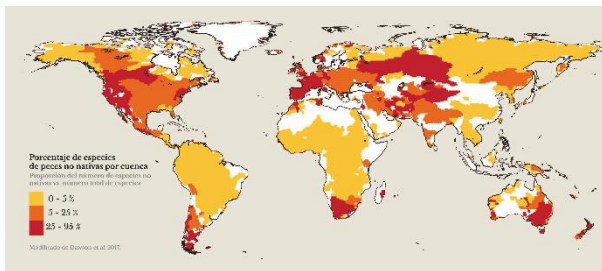 Porcentaje de especies
de peces no nativas por cuenca
Proporción del número de especies no
nativas vs. número total de especies
0 - 5 %
5 - 25 %
25 - 95 %
Modificado de Dawson et al. 2017.